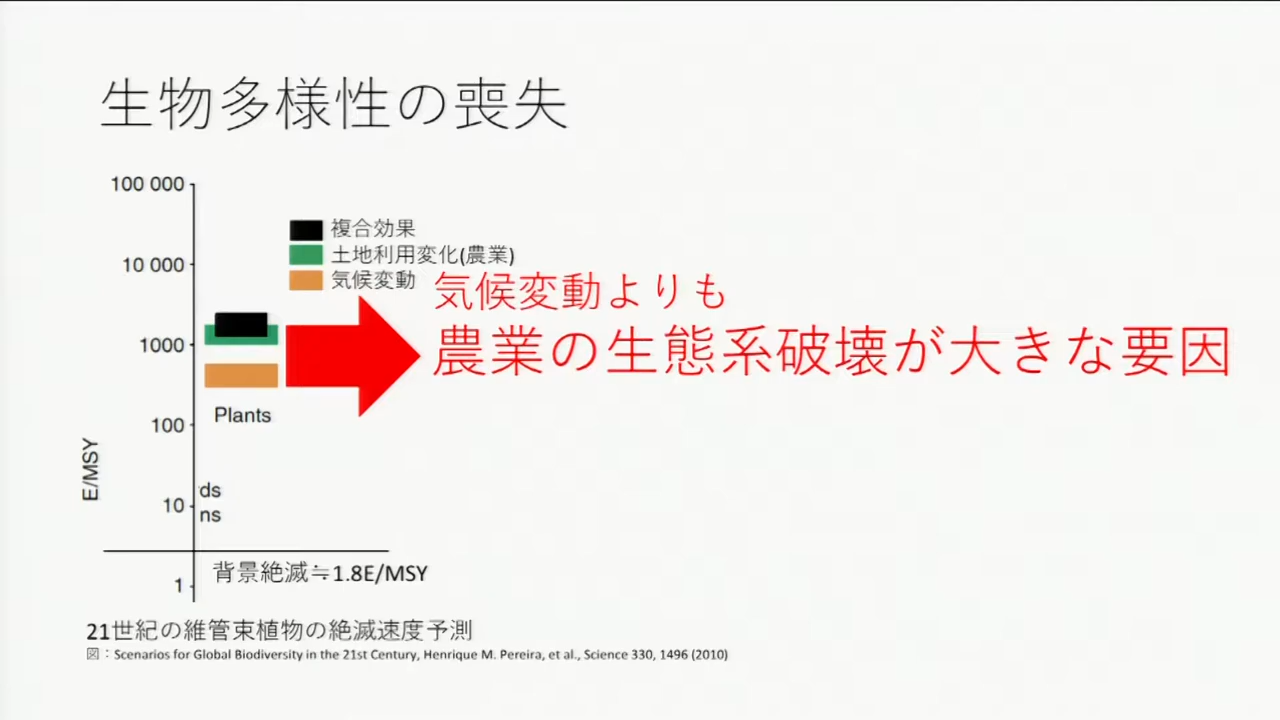 生物多様性の喪失
100 000
10 000
1000
100
10
1
E/MSY
複合効果
土地利用変化(農業)
気候変動
気候変動よりも
農業の生態系破壊が大きな要因
Plants
ds
ns
背景絶滅≒1.8E/MSY
21世紀の維管束植物の絶滅速度予測
図：Scenarios for Global Biodiversity in the 21st Century, Henrique M. Pereira, et al., Science 330, 1496 (2010)